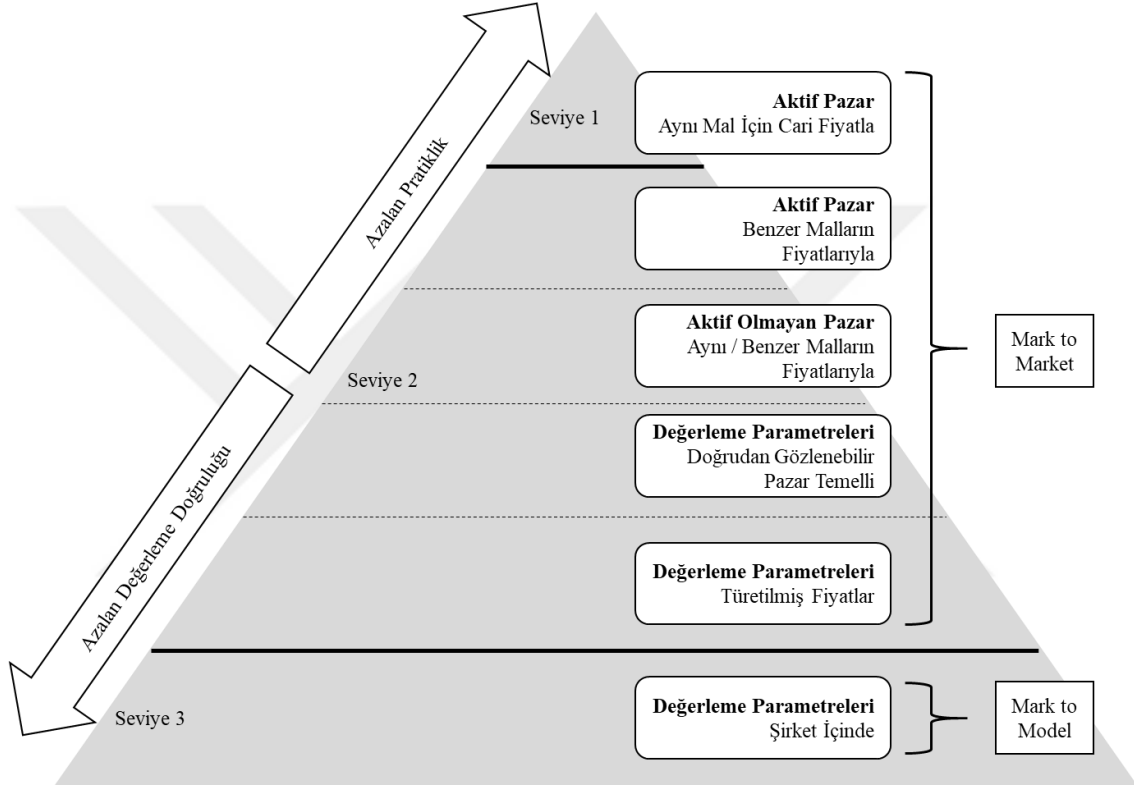 Azalan Pratiklik
Azalan Değerleme Doğruluğu
Seviye 1
Aktif Pazar
Aynı Mal İçin Cari Fiyatla
Aktif Pazar
Benzer Malların
Fiyatlarıyla
Seviye 2
Aktif Olmayan Pazar
Aynı / Benzer Malların
Fiyatlarıyla
Mark to
Market
Değerleme Parametreleri
Doğrudan Gözlenebilir
Pazar Temelli
Değerleme Parametreleri
Türetilmiş Fiyatlar
Seviye 3
Değerleme Parametreleri
Şirket İçinde
Mark to
Model